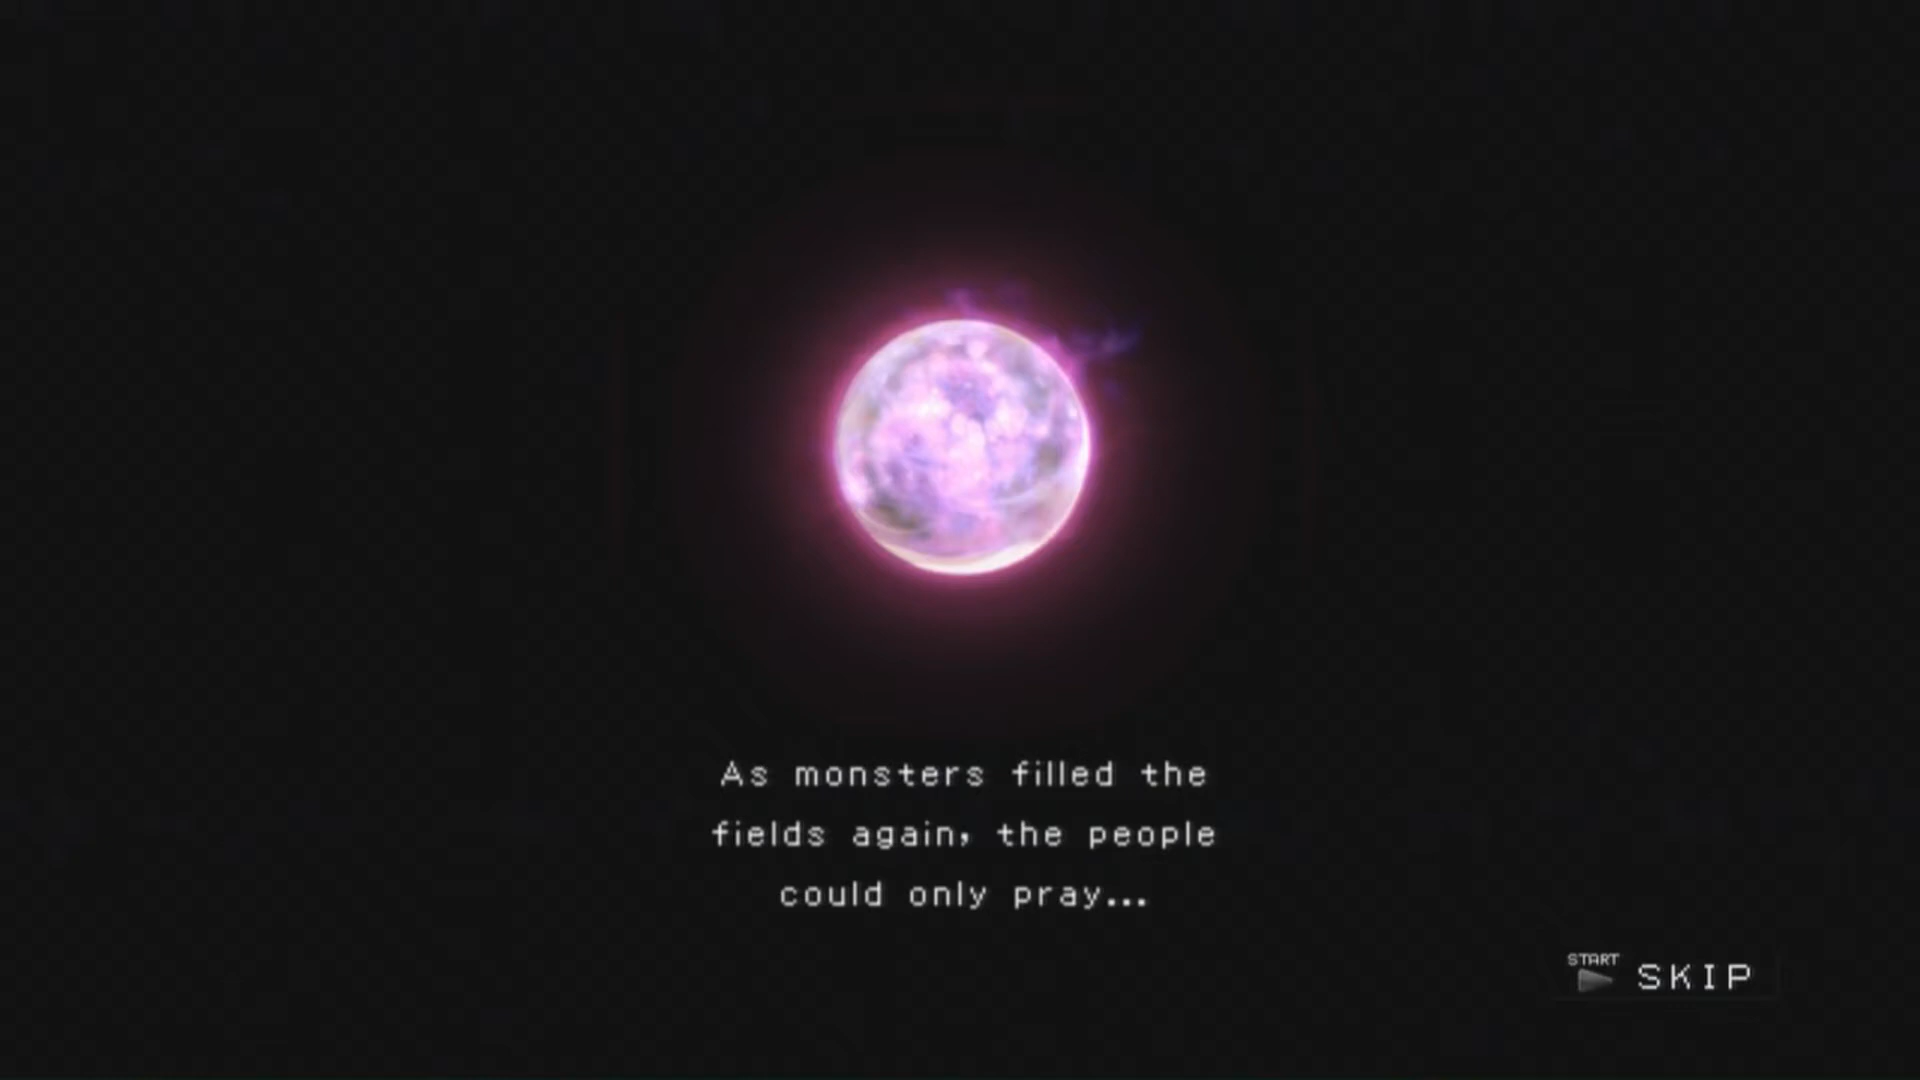 As monsters filled the
fields again, the people
could only pray...
START
SKIP